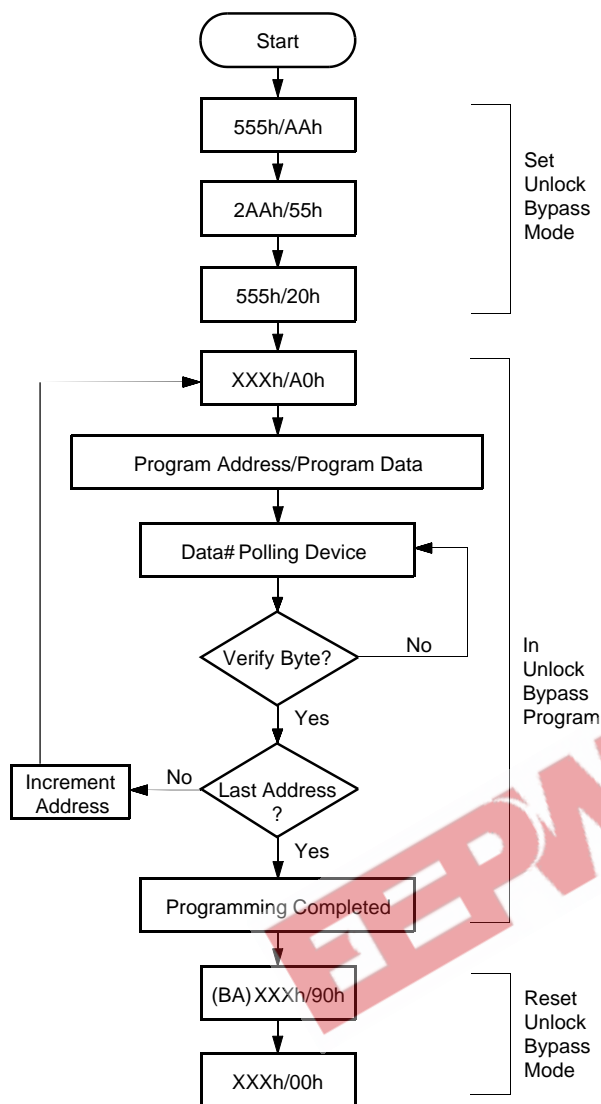 Start
555h/AAh
2AAh/55h
555h/20h
Set
Unlock
Bypass
Mode
XXXh/A0h
Program Address/Program Data
Data# Polling Device
Verify Byte?
No
Yes
In
Unlock
Bypass
Program
Increment
Address
No
Last Address
?
Yes
Programming Completed
(BA) XXXh/90h
XXXh/00h
Reset
Unlock
Bypass
Mode
EEPW